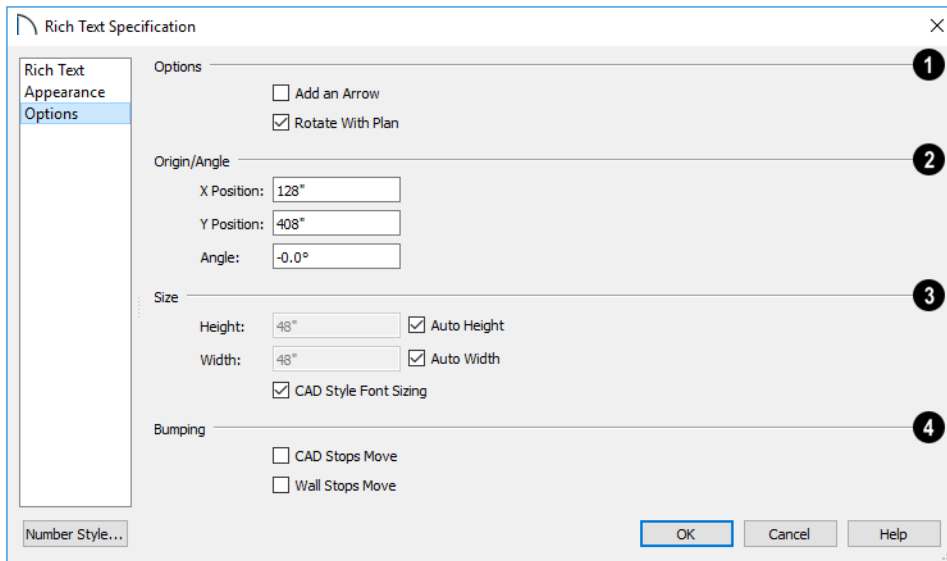 Rich Text Specification
Rich Text
Appearance
Options
Options 1
Add an Arrow
Rotate With Plan
Origin/Angle 2
X Position: 128"
Y Position: 408"
Angle: -0.0°
Size 3
Height: 48" Auto Height
Width: 48" Auto Width
CAD Style Font Sizing
Bumping 4
CAD Stops Move
Wall Stops Move
Number Style... OK Cancel Help